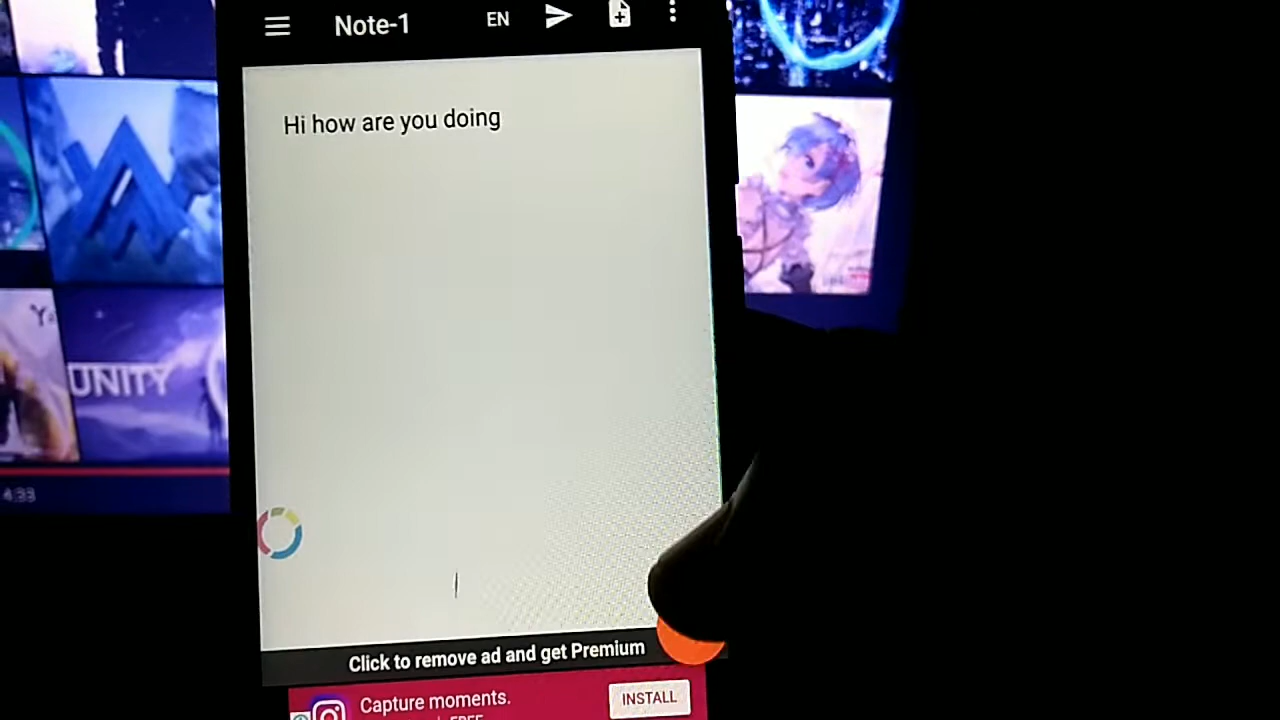 Note-1 EN
Hi how are you doing
UNITY
4:33
Click to remove ad and get Premium
Capture moments.
INSTALL
FREE